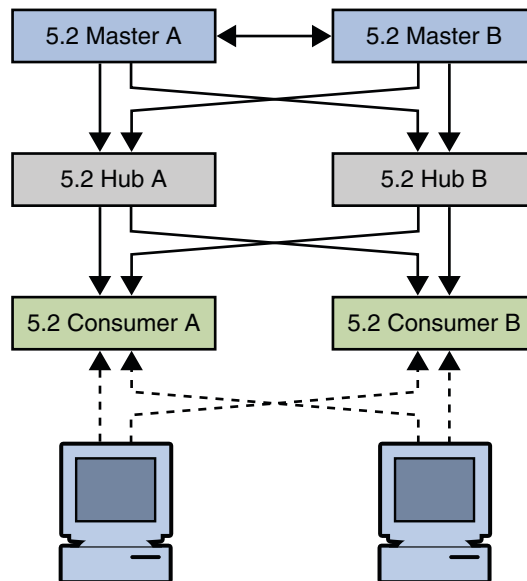 5.2 Master A
5.2 Master B
5.2 Hub A
5.2 Hub B
5.2 Consumer A
5.2 Consumer B